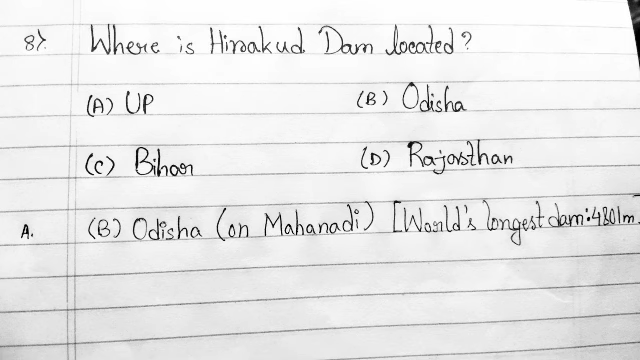 8). Where is Hirakud Dam located?
(A) UP (B) Odisha
(C) Bihar (D) Rajasthan
A. (B) Odisha (on Mahanadi) [World's longest dam:4801m.